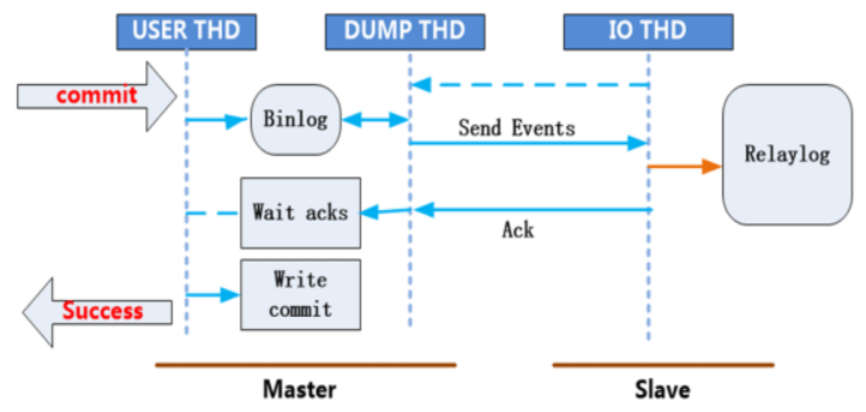 USER THD
DUMP THD
IO THD
commit
Binlog
Send Events
Relaylog
Wait acks
Ack
Write
commit
Success
Master
Slave